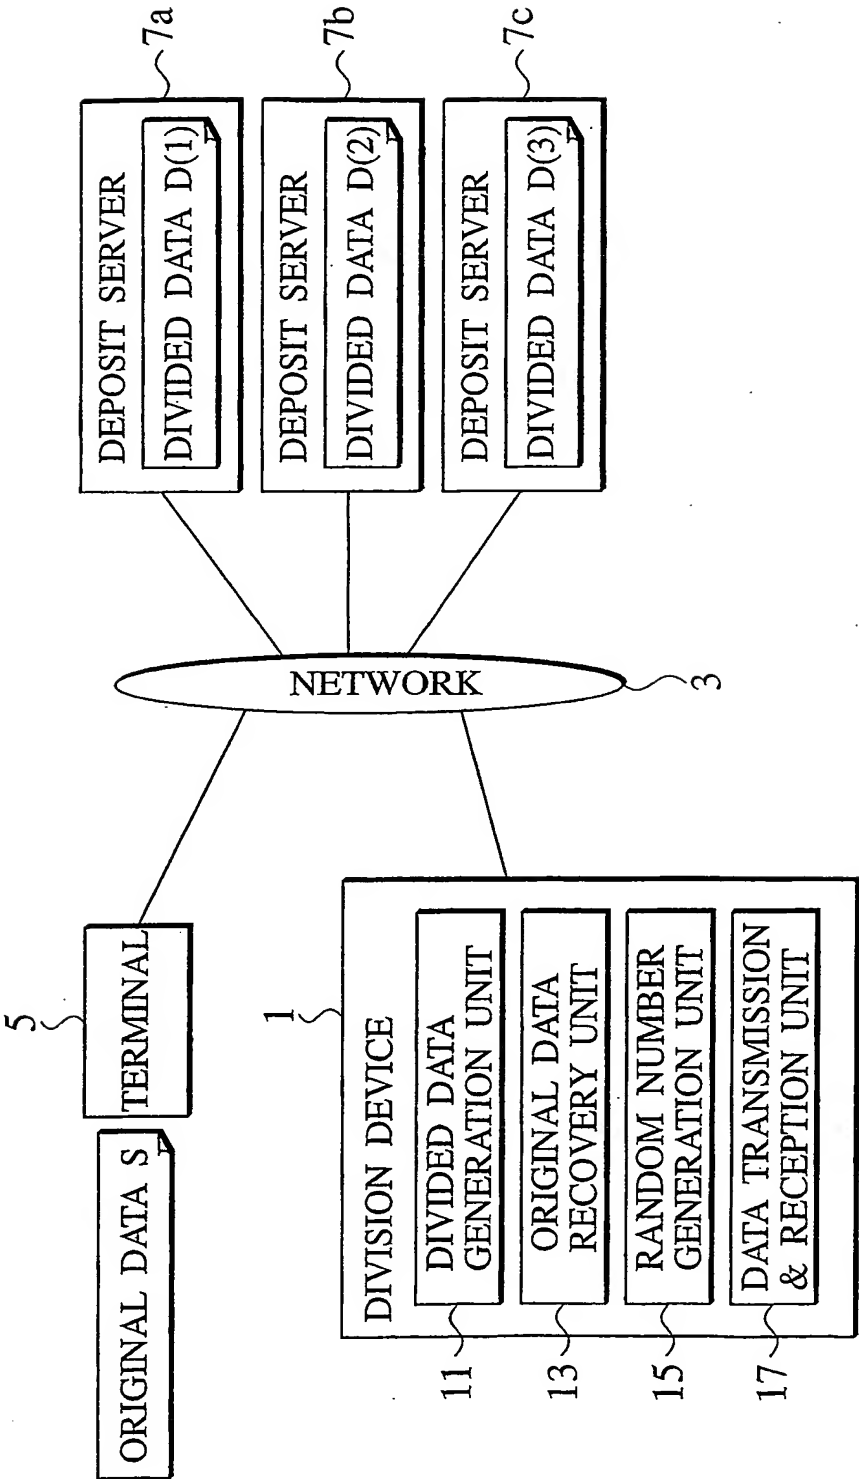 ORIGINAL DATA S
5
TERMINAL
1
DIVISION DEVICE
11
DIVIDED DATA
GENERATION UNIT
13
ORIGINAL DATA
RECOVERY UNIT
15
RANDOM NUMBER
GENERATION UNIT
17
DATA TRANSMISSION
& RECEPTION UNIT
NETWORK
3
DEPOSIT SERVER
7a
DIVIDED DATA D(1)
DEPOSIT SERVER
7b
DIVIDED DATA D(2)
DEPOSIT SERVER
7c
DIVIDED DATA D(3)